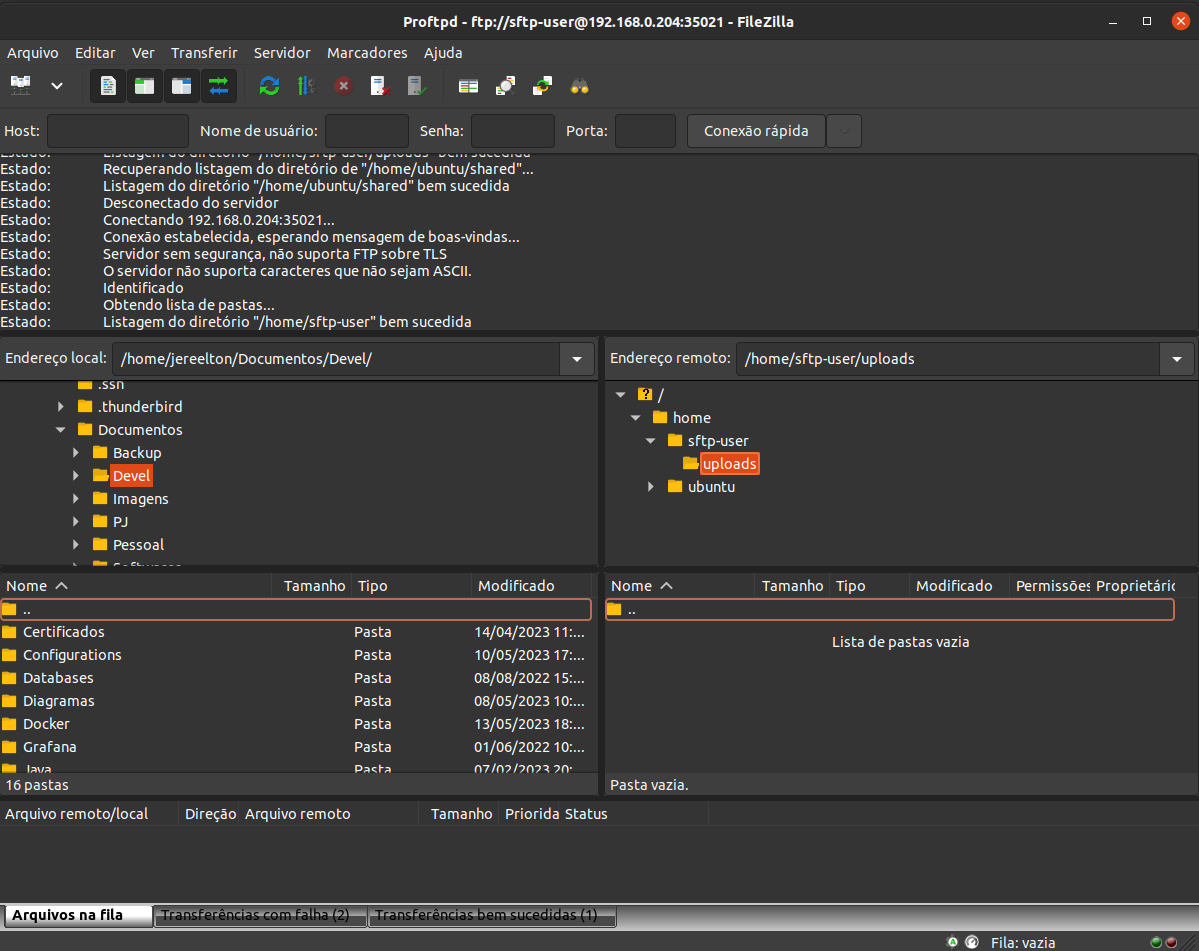 Proftpd - ftp://sftp-user@192.168.0.204:35021 - FileZilla
Arquivo Editar Ver Transferir Servidor Marcadores Ajuda
Host: Nome de usuário: Senha: Porta: Conexão rápida
Estado: Listagem do diretório "/home/sftp-user/uploads" bem sucedida
Estado: Recuperando listagem do diretório de "/home/ubuntu/shared"...
Estado: Listagem do diretório "/home/ubuntu/shared" bem sucedida
Estado: Desconectado do servidor
Estado: Conectando 192.168.0.204:35021...
Estado: Conexão estabelecida, esperando mensagem de boas-vindas...
Estado: Servidor sem segurança, não suporta FTP sobre TLS
Estado: O servidor não suporta caracteres que não sejam ASCII.
Estado: Identificado
Estado: Obtendo lista de pastas...
Estado: Listagem do diretório "/home/sftp-user" bem sucedida
Endereço local: /home/jereelton/Documentos/Devel/
.ssh
.thunderbird
Documentos
Backup
Devel
Imagens
PJ
Pessoal
Softwares
Endereço remoto: /home/sftp-user/uploads
/
home
sftp-user
uploads
ubuntu
Nome Tamanho Tipo Modificado
..
Certificados Pasta 14/04/2023 11:...
Configurations Pasta 10/05/2023 17:...
Databases Pasta 08/08/2022 15:...
Diagramas Pasta 08/05/2023 10:...
Docker Pasta 13/05/2023 18:...
Grafana Pasta 01/06/2022 10:...
Java Pasta 07/02/2023 20:...
16 pastas
Nome Tamanho Tipo Modificado Permissões Proprietário
..
Lista de pastas vazia
Pasta vazia.
Arquivo remoto/local Direção Arquivo remoto Tamanho Priorida Status
Arquivos na fila Transferências com falha (2) Transferências bem sucedidas (1)
Fila: vazia